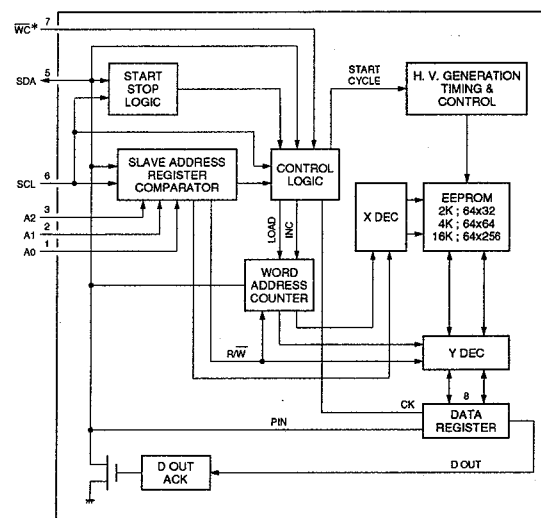 WC* 7
START CYCLE
H. V. GENERATION
TIMING &
CONTROL
SDA 5
START
STOP
LOGIC
SCL 6
SLAVE ADDRESS
REGISTER
COMPARATOR
CONTROL
LOGIC
A2 3
A1 2
A0 1
X DEC
EEPROM
2K ; 64x32
4K ; 64x64
16K ; 64x256
LOAD
INC
WORD
ADDRESS
COUNTER
R/W
Y DEC
8
CK
DATA
REGISTER
PIN
D OUT
D OUT
ACK